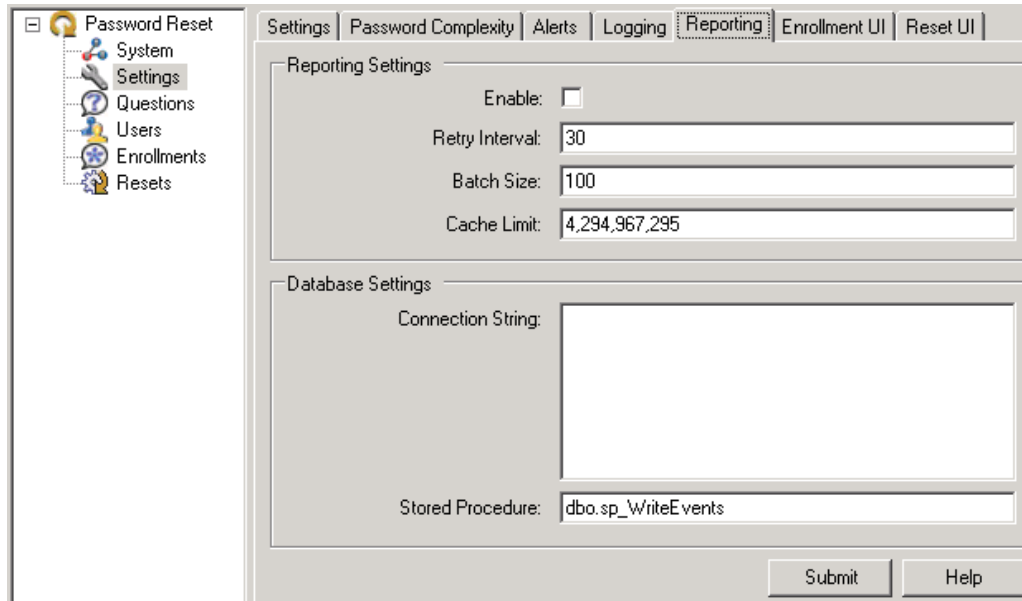 Password Reset
System
Settings
Questions
Users
Enrollments
Resets
Settings Password Complexity Alerts Logging Reporting Enrollment UI Reset UI
Reporting Settings
Enable:
Retry Interval: 30
Batch Size: 100
Cache Limit: 4,294,967,295
Database Settings
Connection String:
Stored Procedure: dbo.sp_WriteEvents
Submit Help